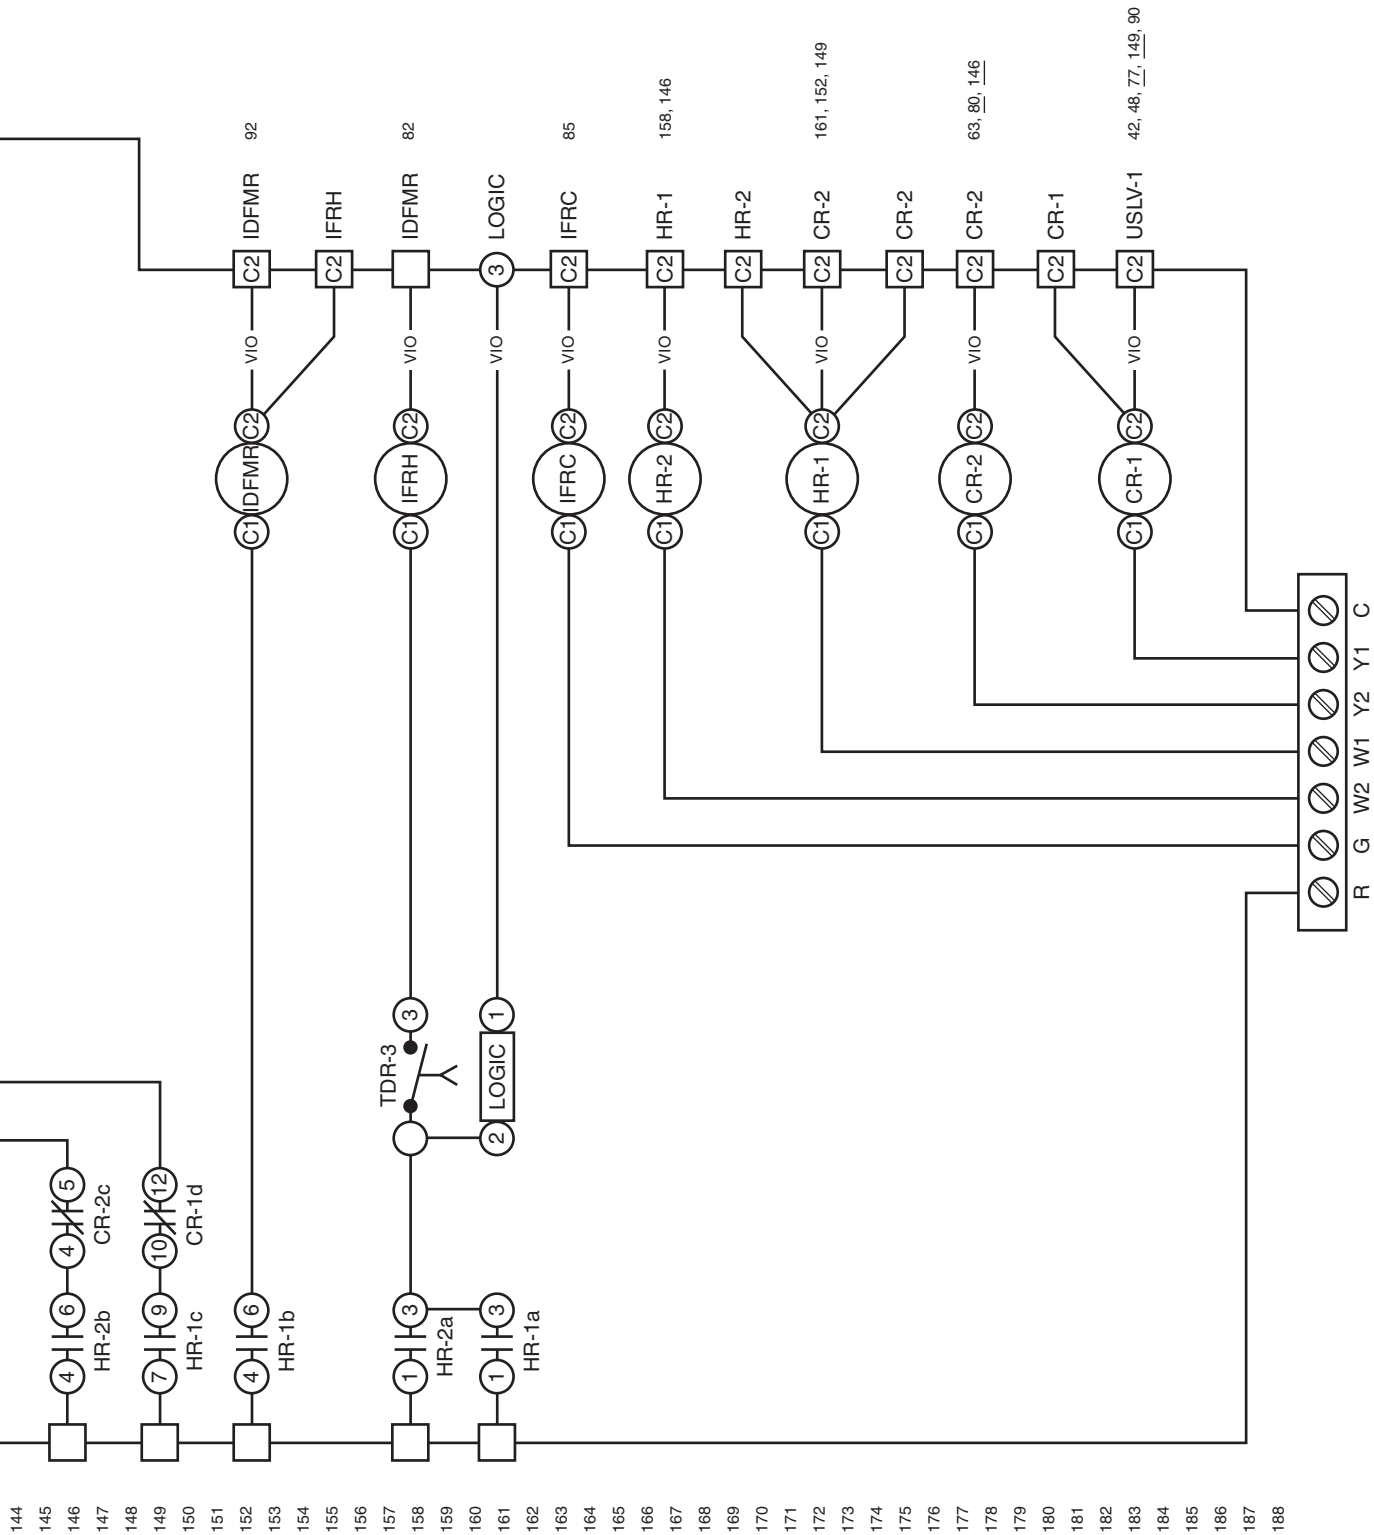 144
145
146 4 6 4 5
147 HR-2b CR-2c
148
149 7 9 10 12
150 HR-1c CR-1d
151
152 4 6 C1 IDFMR C2 VIO C2 IDFMR 92
153 HR-1b
154
155 C2 IFRH
156
157 TDR-3
158 1 3 3 C1 IFRH C2 VIO IDFMR 82
159 HR-2a
160
161 1 3 2 LOGIC 1 VIO 3 LOGIC
162 HR-1a
163 C1 IFRC C2 VIO C2 IFRC 85
164
165
166
167 C1 HR-2 C2 VIO C2 HR-1 158, 146
168
169
170 C2 HR-2
171
172 C1 HR-1 C2 VIO C2 CR-2 161, 152, 149
173
174
175 C2 CR-2
176
177
178 C1 CR-2 C2 VIO C2 CR-2 63, 80, 146
179
180 C2 CR-1
181
182
183 C1 CR-1 C2 VIO C2 USLV-1 42, 48, 77, 149, 90
184
185
186
187
188
R G W2 W1 Y2 Y1 C